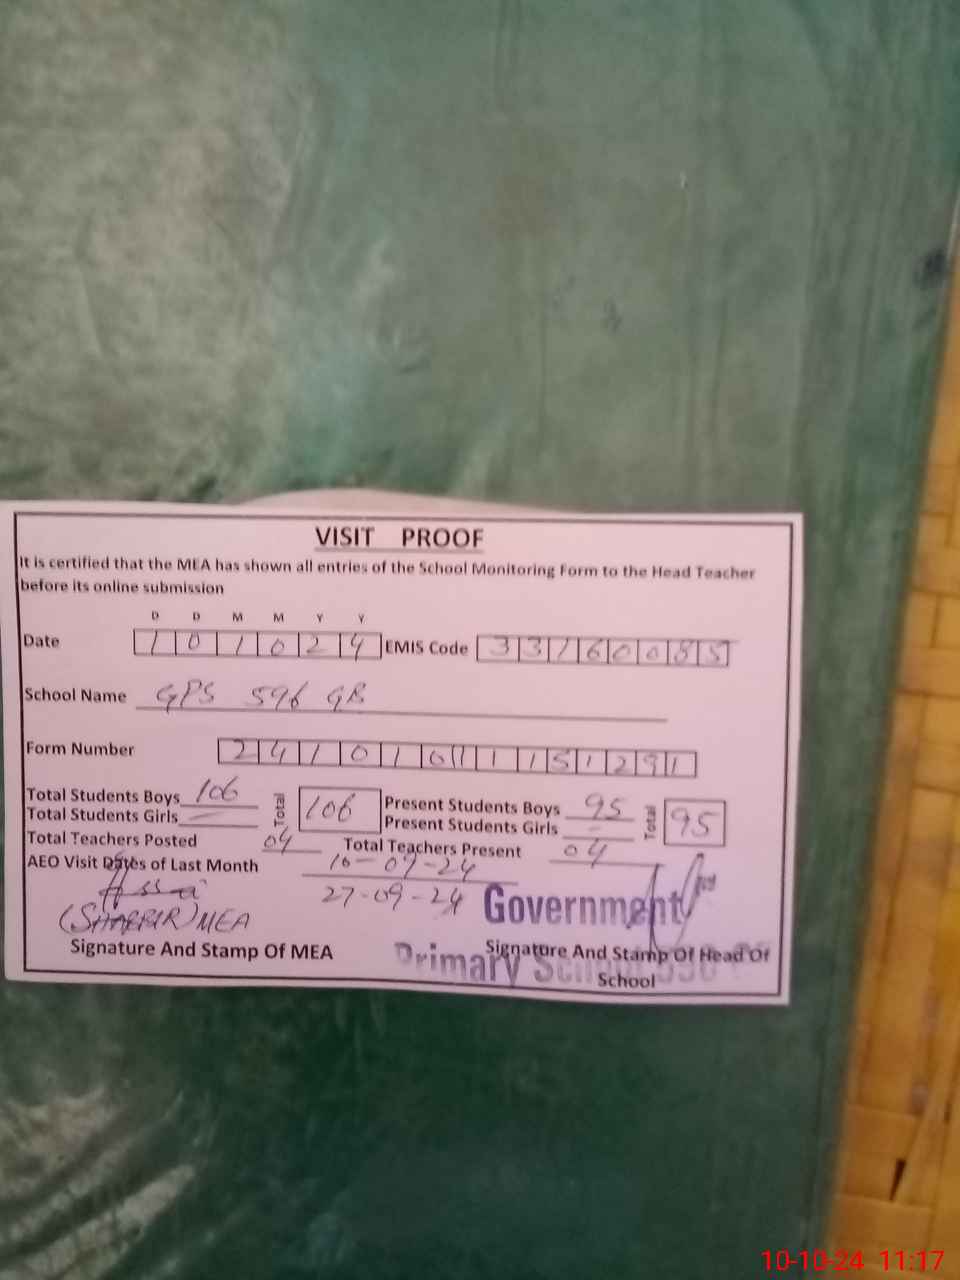 VISIT PROOF
It is certified that the MEA has shown all entries of the School Monitoring Form to the Head Teacher
before its online submission
D D M M Y Y
Date 1 0 1 0 2 4 EMIS Code 3 3 1 6 0 0 8 5
School Name GPS 596 GB
Form Number 2 4 1 0 1 0 1 1 1 5 1 2 9 1
Total Students Boys 106 Total 106 Present Students Boys 95 Total 95
Total Students Girls - Present Students Girls -
Total Teachers Posted 04 Total Teachers Present 04
AEO Visit Dates of Last Month 10-09-24
27-09-24
Government
(SHABBIR) MEA
Signature And Stamp Of MEA Signature And Stamp Of Head Of
Primary School 596
School
10-10-24 11:17